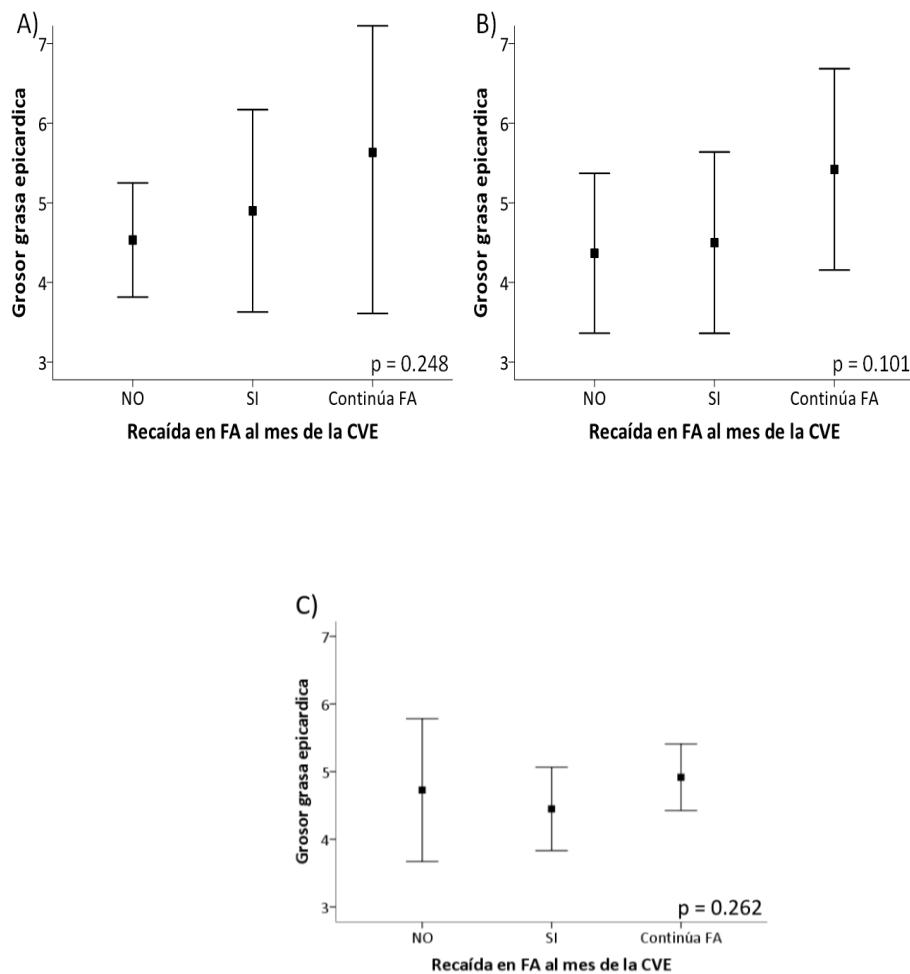 A)
7
6
5
4
3
Grosor grasa epicardica
p = 0.248
NO SI Continúa FA
Recaída en FA al mes de la CVE
B)
7
6
5
4
3
Grosor grasa epicardica
p = 0.101
NO SI Continúa FA
Recaída en FA al mes de la CVE
C)
7
6
5
4
3
Grosor grasa epicardica
p = 0.262
NO SI Continúa FA
Recaída en FA al mes de la CVE